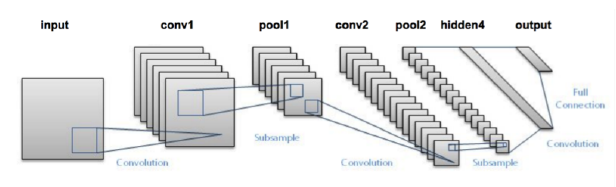 input conv1 pool1 conv2 pool2 hidden4 output
Full
Connection
Subsample
Convolution
Convolution
Convolution
Subsample